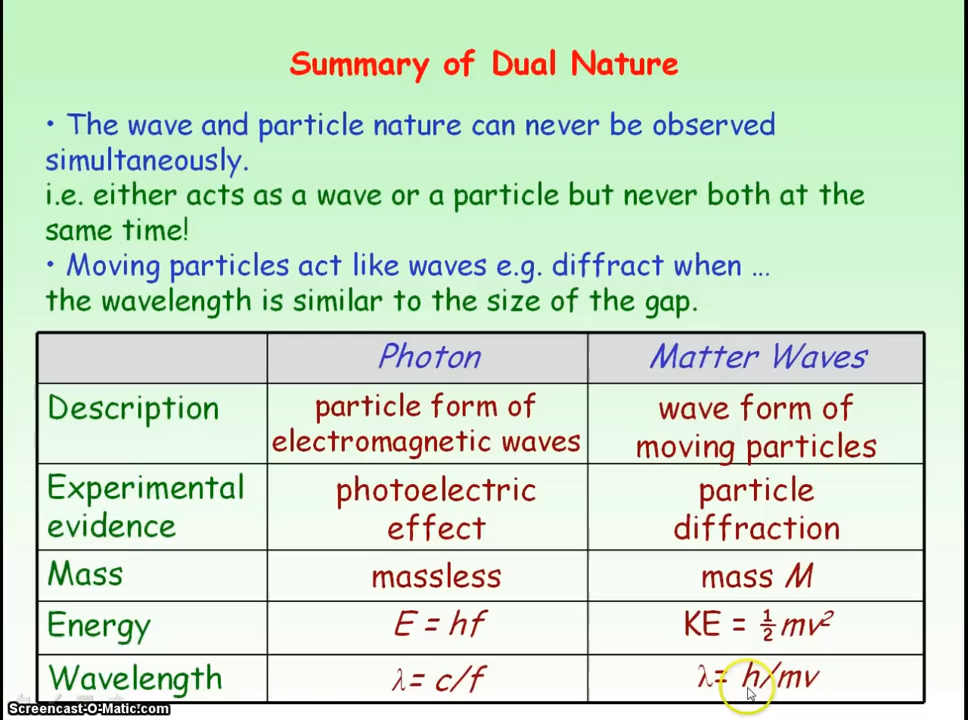 Summary of Dual Nature
• The wave and particle nature can never be observed
simultaneously.
i.e. either acts as a wave or a particle but never both at the
same time!
• Moving particles act like waves e.g. diffract when ...
the wavelength is similar to the size of the gap.
Photon Matter Waves
Description particle form of electromagnetic waves wave form of moving particles
Experimental evidence photoelectric effect particle diffraction
Mass massless mass M
Energy E = hf KE = ½mv²
Wavelength λ= c/f λ= h/mv
Screencast-O-Matic.com